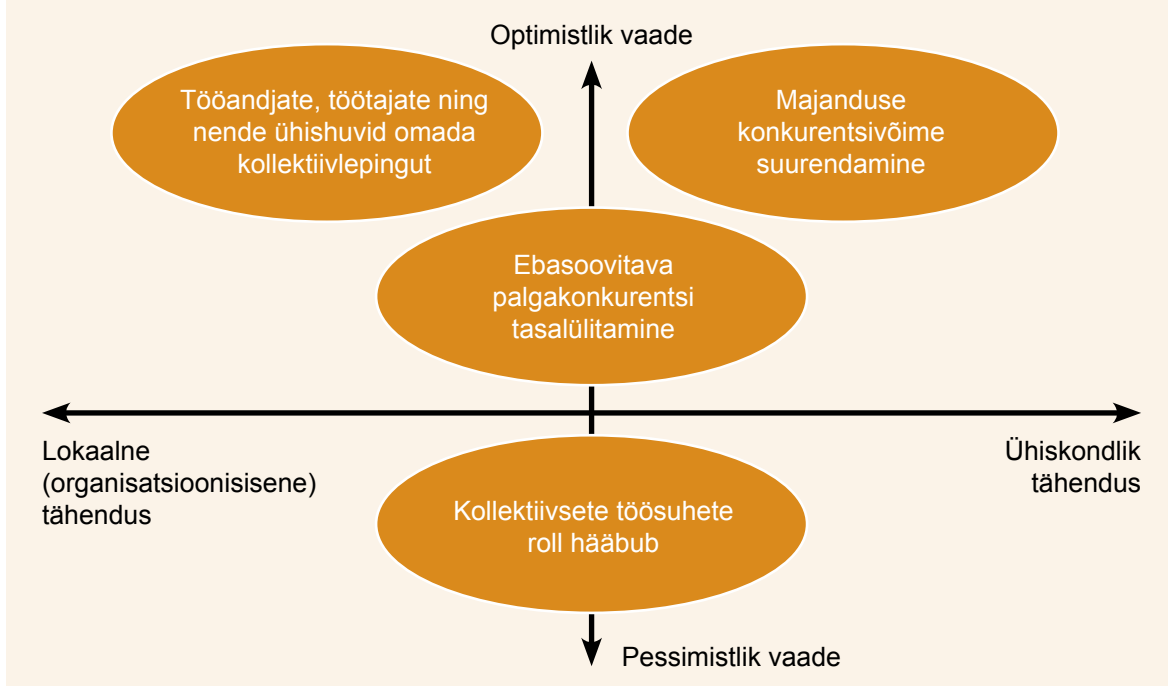 Optimistlik vaade
Tööandjate, töötajate ning
nende ühishuvid omada
kollektiivlepingut
Majanduse
konkurentsivõime
suurendamine
Ebasoovitava
palgakonkurentsi
tasalülitamine
Lokaalne
(organisatsioonisisene)
tähendus
Ühiskondlik
tähendus
Kollektiivsete töösuhete
roll hääbub
Pessimistlik vaade